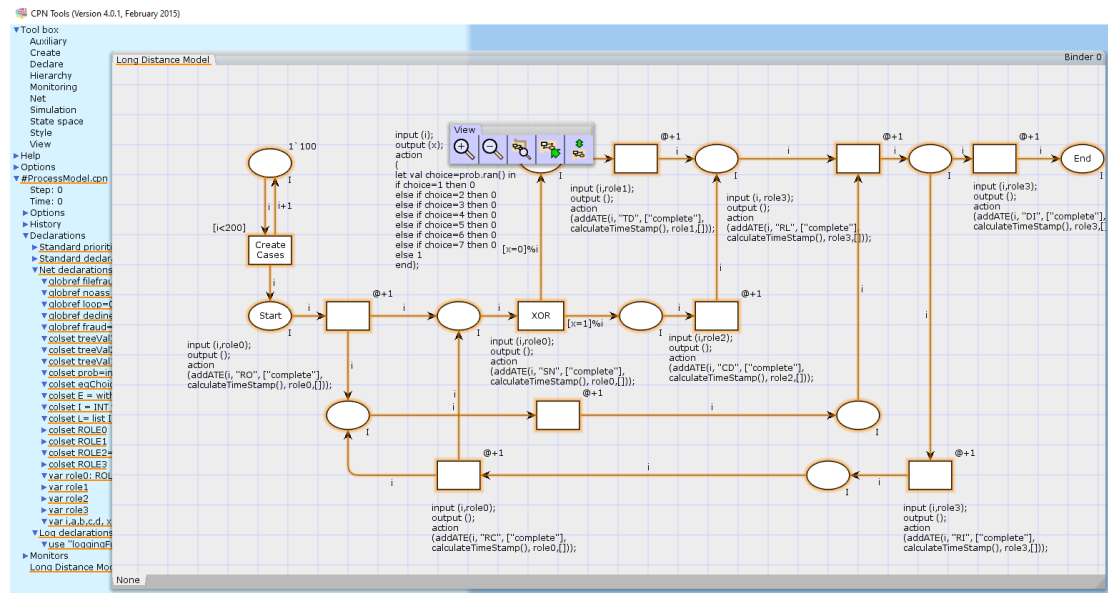 CPN Tools (Version 4.0.1, February 2015)
Tool box
Auxiliary
Create
Declare
Hierarchy
Monitoring
Net
Simulation
State space
Style
View
Help
Options
#ProcessModel.cpn
Step: 0
Time: 0
Options
History
Declarations
Standard prioriti
Standard declar
Net declarations
globref filefra
globref noass
globref loop=0
globref dedine
globref fraud=
colset treeVal
colset treeVal
colset treeVal
colset prob=in
colset eqChoi
colset E = with
colset I = INT
colset L= list I
colset ROLE0
colset ROLE1
colset ROLE2=
colset ROLE3
var role0: ROL
var role1
var role2
var role3
var i,a,b,c,d, x
Log declarations
use "loggingF
Monitors
Long Distance Mo
Long Distance Model
Binder 0
View
1`100
I
i
i+1
[i<200]
Create
Cases
i
Start
I
i
@+1
input (i,role0);
output ();
action
(addATE(i, "RO", ["complete"],
calculateTimeStamp(), role0,[]));
i
i
I
i
input (i);
output (x);
action
(
let val choice=prob.ran() in
if choice=1 then 0
else if choice=2 then 0
else if choice=3 then 0
else if choice=4 then 0
else if choice=5 then 0
else if choice=6 then 0
else if choice=7 then 0
else 1
end);
[x=0]%i
XOR
[x=1]%i
input (i,role0);
output ();
action
(addATE(i, "SN", ["complete"],
calculateTimeStamp(), role0,[]));
I
@+1
input (i,role1);
output ();
action
(addATE(i, "TD", ["complete"],
calculateTimeStamp(), role1,[]));
i
I
i
I
i
@+1
input (i,role2);
output ();
action
(addATE(i, "CD", ["complete"],
calculateTimeStamp(), role2,[]));
i
i
@+1
input (i,role3);
output ();
action
(addATE(i, "RL", ["complete"],
calculateTimeStamp(), role3,[]));
i
I
i
@+1
input (i,role3);
output ();
action
(addATE(i, "DI", ["complete"],
calculateTimeStamp(), role3,[
i
End
I
i
i
I
i
@+1
i
I
i
@+1
input (i,role0);
output ();
action
(addATE(i, "RC", ["complete"],
calculateTimeStamp(), role0,[]));
i
i
I
i
@+1
input (i,role3);
output ();
action
(addATE(i, "RI", ["complete"],
calculateTimeStamp(), role3,[]));
None